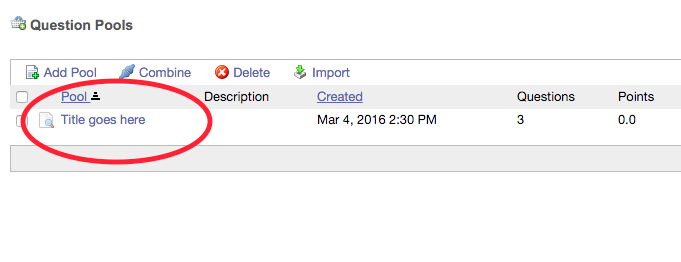 Question Pools
Add Pool Combine Delete Import
Pool Description Created Questions Points
Title goes here Mar 4, 2016 2:30 PM 3 0.0